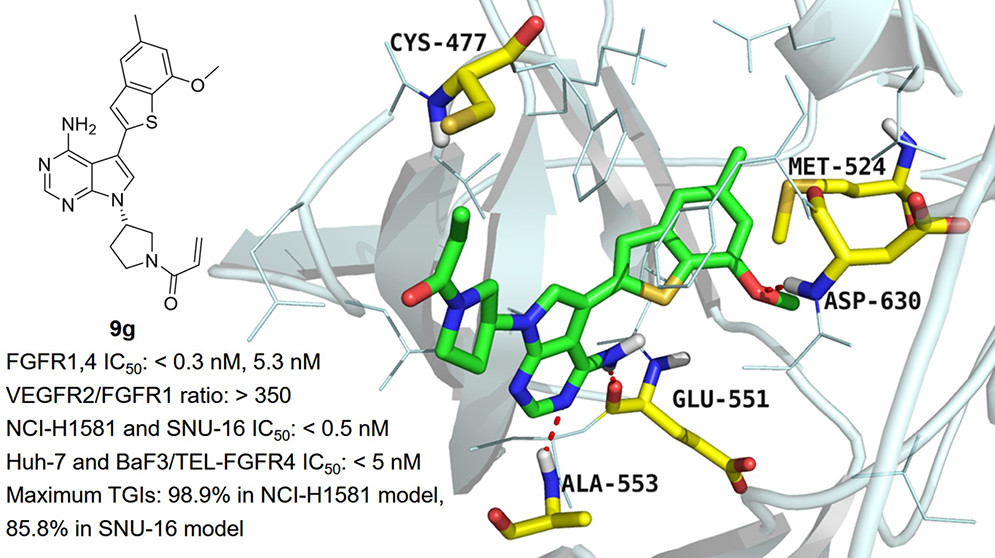 NH₂
N
N
N
S
O
N
O
9g
FGFR1,4 IC₅₀: < 0.3 nM, 5.3 nM
VEGFR2/FGFR1 ratio: > 350
NCI-H1581 and SNU-16 IC₅₀: < 0.5 nM
Huh-7 and BaF3/TEL-FGFR4 IC₅₀: < 5 nM
Maximum TGIs: 98.9% in NCI-H1581 model,
85.8% in SNU-16 model
CYS-477
MET-524
ASP-630
GLU-551
ALA-553